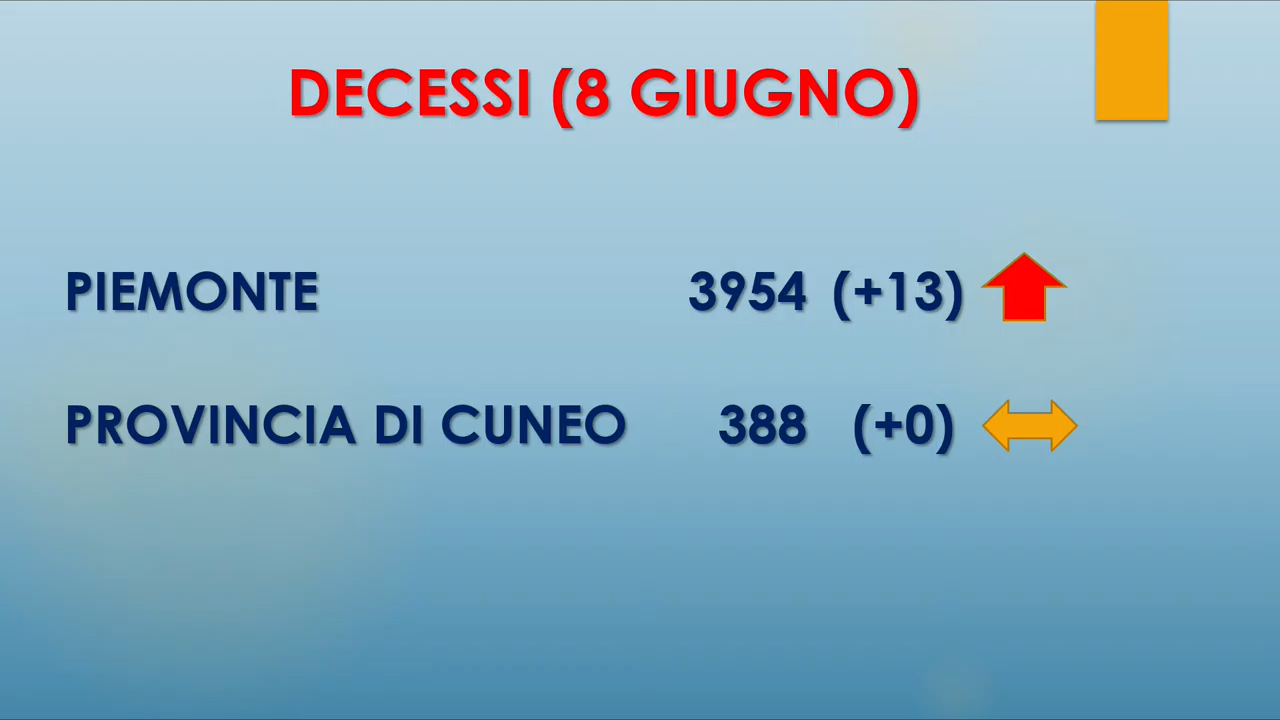 DECESSI (8 GIUGNO)
PIEMONTE 3954 (+13)
PROVINCIA DI CUNEO 388 (+0)